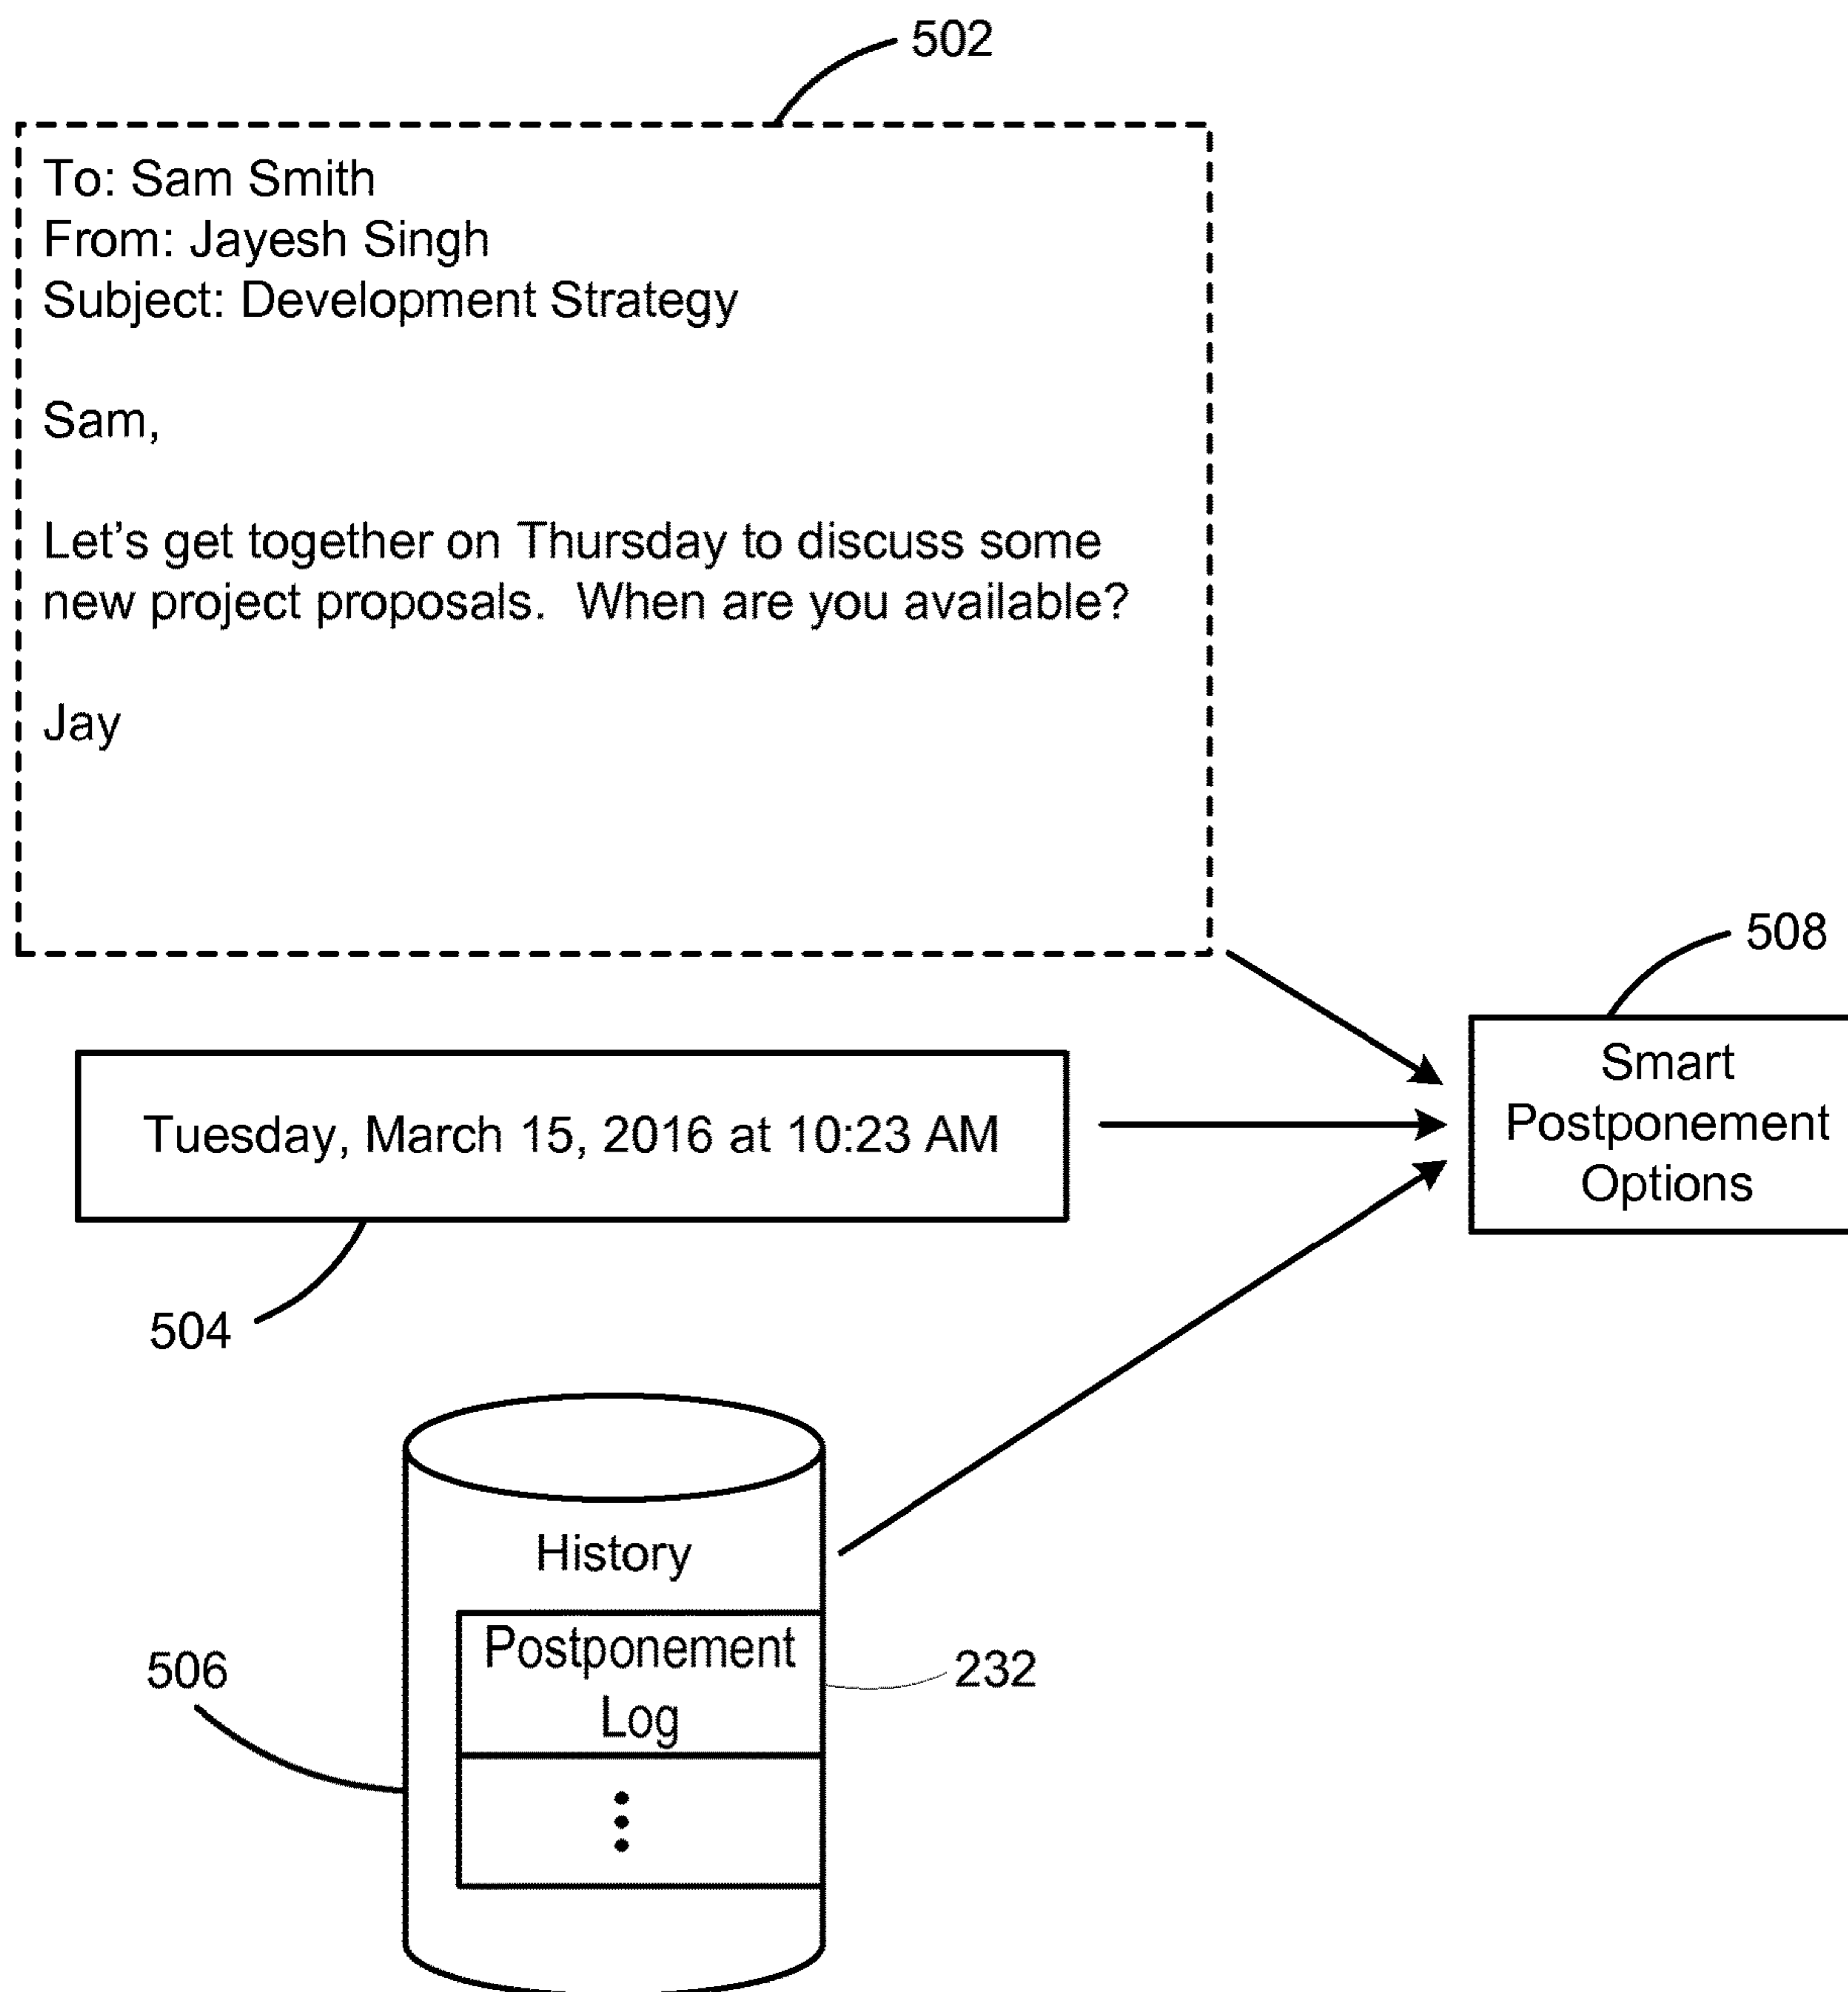 502
To: Sam Smith
From: Jayesh Singh
Subject: Development Strategy
Sam,
Let's get together on Thursday to discuss some
new project proposals.  When are you available?
Jay
508
Smart
Postponement
Options
Tuesday, March 15, 2016 at 10:23 AM
504
History
Postponement
Log
506
232